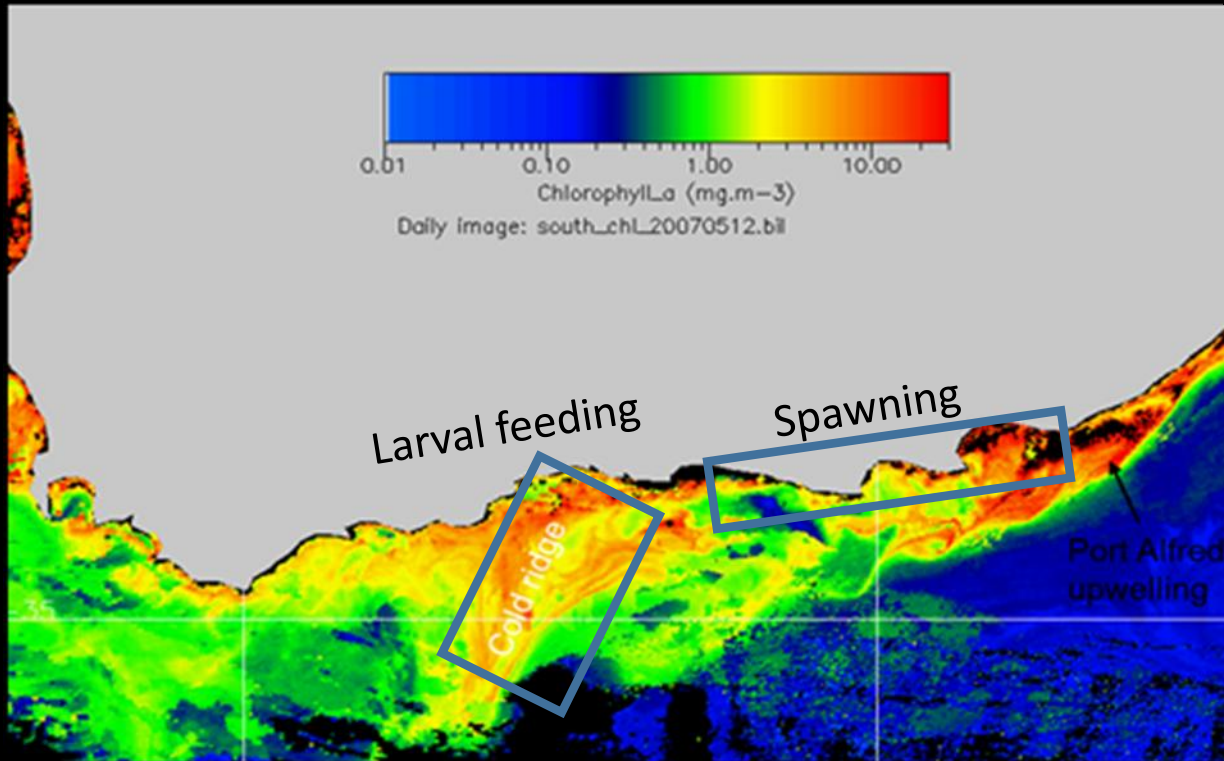 0.01 0.10 1.00 10.00
Chlorophyll_a (mg.m-3)
Daily image: south_chl_20070512.bil
Spawning
Larval feeding
Cold ridge
Port Alfred
upwelling
-35